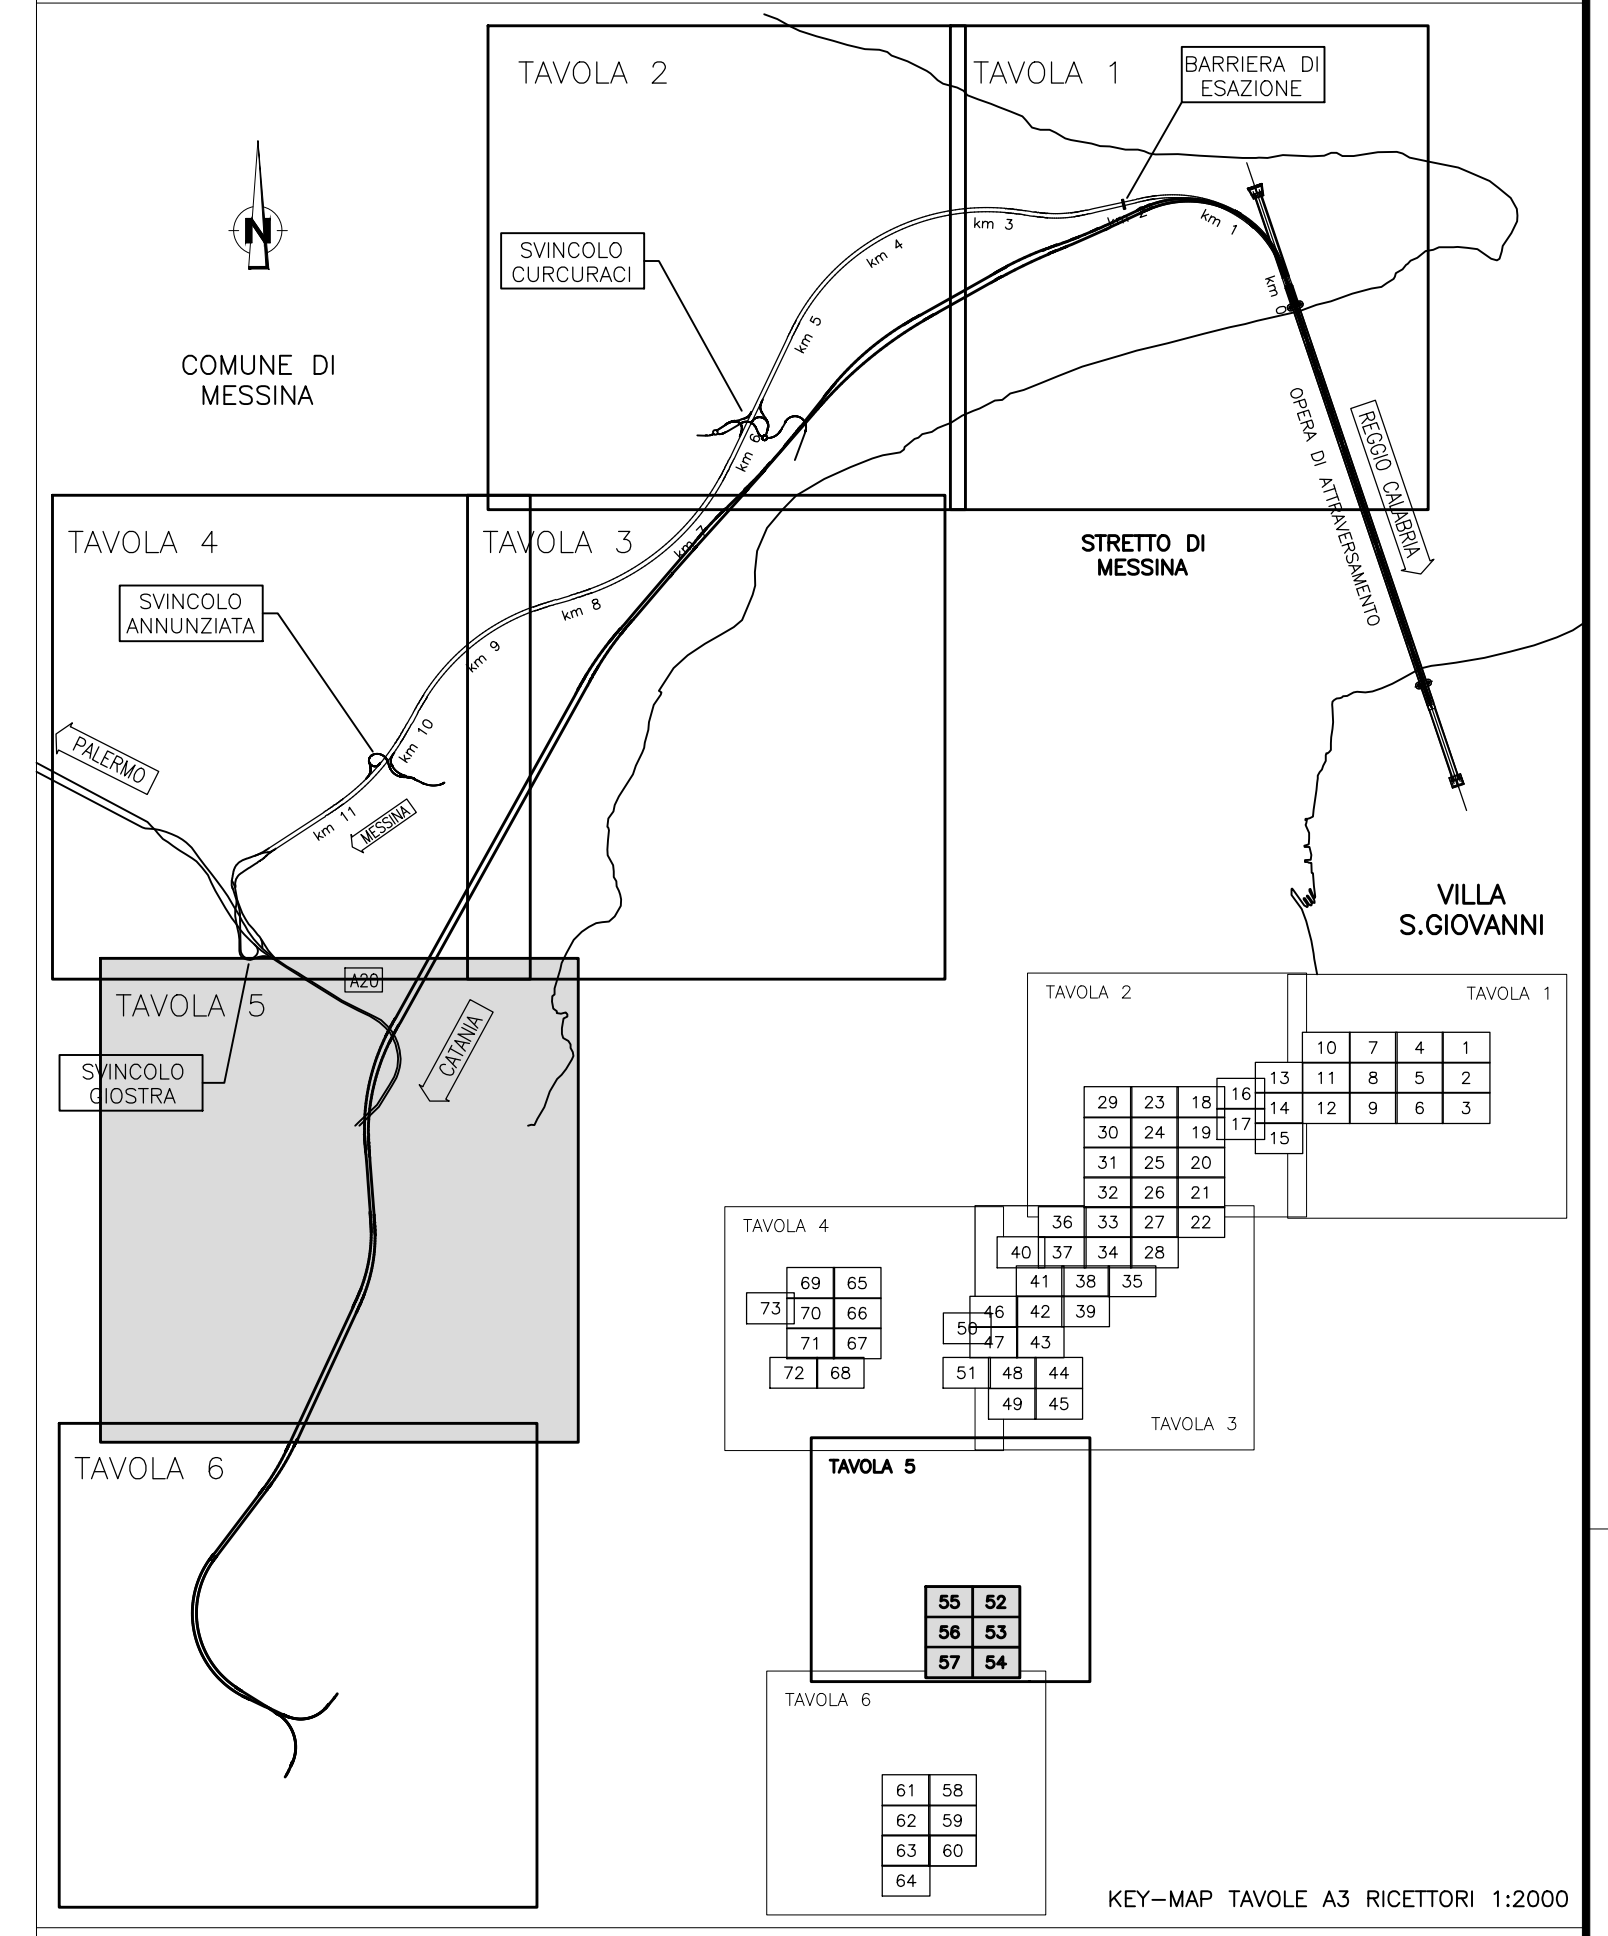 TAVOLA 2
TAVOLA 1
BARRIERA DI
ESAZIONE
N
SVINCOLO
CURCURACI
km 0
km 1
km 2
km 3
km 4
km 5
km 6
km 7
COMUNE DI
MESSINA
OPERA DI ATTRAVERSAMENTO
REGGIO CALABRIA
STRETTO DI
MESSINA
TAVOLA 4
TAVOLA 3
SVINCOLO
ANNUNZIATA
km 8
km 9
km 10
km 11
PALERMO
MESSINA
VILLA
S.GIOVANNI
A20
TAVOLA 5
CATANIA
SVINCOLO
GIOSTRA
TAVOLA 6
TAVOLA 2
TAVOLA 1
10 7 4 1
13 11 8 5 2
14 12 9 6 3
15
16
17
29 23 18
30 24 19
31 25 20
32 26 21
36 33 27 22
40 37 34 28
41 38 35
46 42 39
50
47 43
51 48 44
49 45
TAVOLA 3
TAVOLA 4
69 65
73 70 66
71 67
72 68
TAVOLA 5
55 52
56 53
57 54
TAVOLA 6
61 58
62 59
63 60
64
KEY-MAP TAVOLE A3 RICETTORI 1:2000